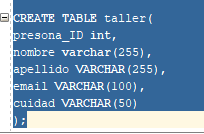 CREATE TABLE taller(
presona_ID int,
nombre varchar(255),
apellido VARCHAR(255),
email VARCHAR(100),
cuidad VARCHAR(50)
);